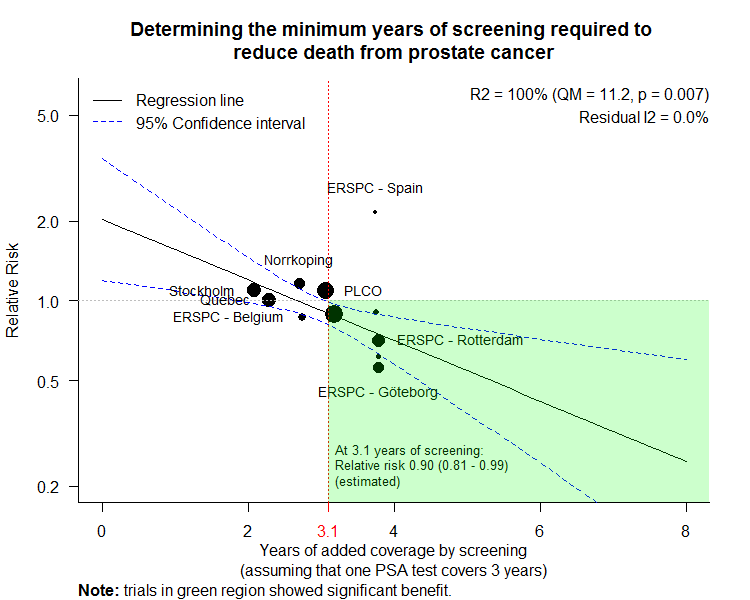 Determining the minimum years of screening required to
reduce death from prostate cancer
Regression line
95% Confidence interval
R2 = 100% (QM = 11.2, p = 0.007)
Residual I2 = 0.0%
Relative Risk
5.0
2.0
1.0
0.5
0.2
ERSPC - Spain
Norrkoping
Stockholm
PLCO
Quebec
ERSPC - Belgium
ERSPC - Rotterdam
ERSPC - Göteborg
At 3.1 years of screening:
Relative risk 0.90 (0.81 - 0.99)
(estimated)
0 2 3.1 4 6 8
Years of added coverage by screening
(assuming that one PSA test covers 3 years)
Note: trials in green region showed significant benefit.